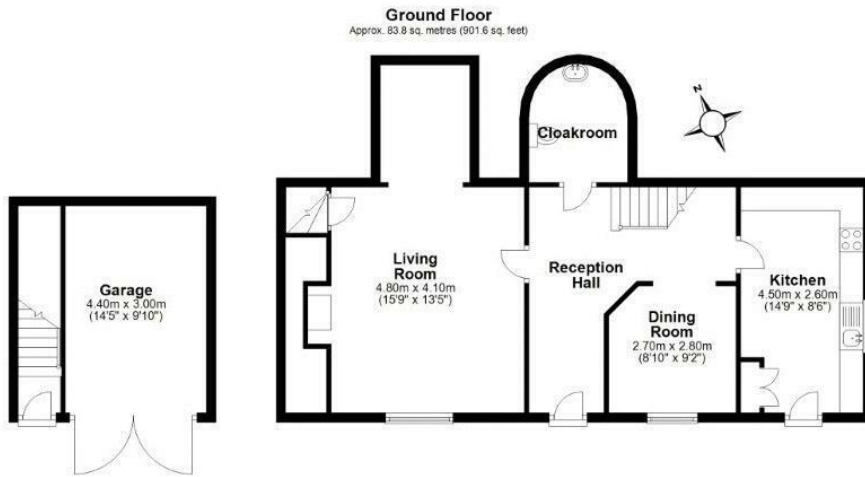 Ground Floor
Approx. 83.8 sq. metres (901.6 sq. feet)
N
Cloakroom
Garage
4.40m x 3.00m
(14'5" x 9'10")
Living
Room
4.80m x 4.10m
(15'9" x 13'5")
Reception
Hall
Dining
Room
2.70m x 2.80m
(8'10" x 9'2")
Kitchen
4.50m x 2.60m
(14'9" x 8'6")